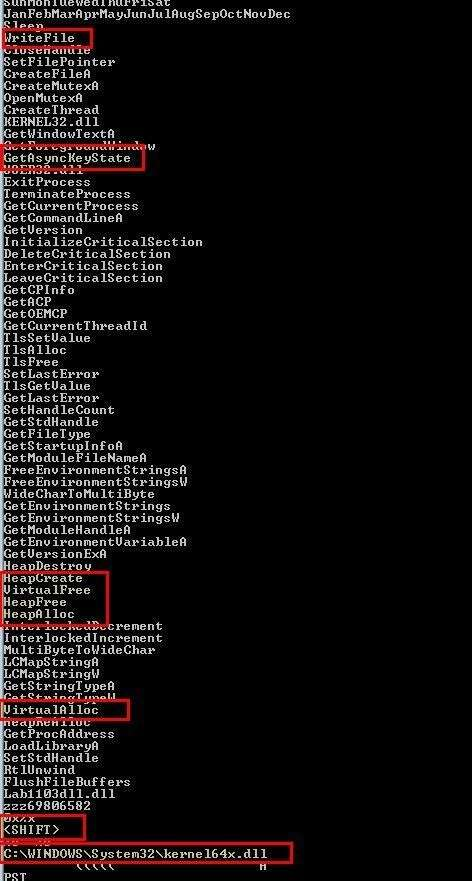 SunMonTueWedThuFriSat
JanFebMarAprMayJunJulAugSepOctNovDec
Sleep
WriteFile
CloseHandle
SetFilePointer
CreateFileA
CreateMutexA
OpenMutexA
CreateThread
KERNEL32.dll
GetWindowTextA
GetForegroundWindow
GetAsyncKeyState
USER32.dll
ExitProcess
TerminateProcess
GetCurrentProcess
GetCommandLineA
GetVersion
InitializeCriticalSection
DeleteCriticalSection
EnterCriticalSection
LeaveCriticalSection
GetCPInfo
GetACP
GetOEMCP
GetCurrentThreadId
TlsSetValue
TlsAlloc
TlsFree
SetLastError
TlsGetValue
GetLastError
SetHandleCount
GetStdHandle
GetFileType
GetStartupInfoA
GetModuleFileNameA
FreeEnvironmentStringsA
FreeEnvironmentStringsW
WideCharToMultiByte
GetEnvironmentStrings
GetEnvironmentStringsW
GetModuleHandleA
GetEnvironmentVariableA
GetVersionExA
HeapDestroy
HeapCreate
VirtualFree
HeapFree
HeapAlloc
InterlockedDecrement
InterlockedIncrement
MultiByteToWideChar
LCMapStringA
LCMapStringW
GetStringTypeA
GetStringTypeW
VirtualAlloc
HeapReAlloc
GetProcAddress
LoadLibraryA
SetStdHandle
RtlUnwind
FlushFileBuffers
Lab1103dll.dll
zzz69806582
0x%x
<SHIFT>
C:\WINDOWS\System32\kernel64x.dll
((((( H
PST